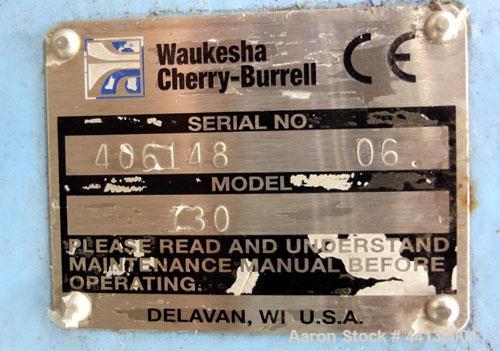 Waukesha
Cherry-Burrell
CE
SERIAL NO.
406148 06.
MODEL
30
PLEASE READ AND UNDERSTAND
MAINTENANCE MANUAL BEFORE
OPERATING.
DELAVAN, WI U.S.A.
Aaron Stock #